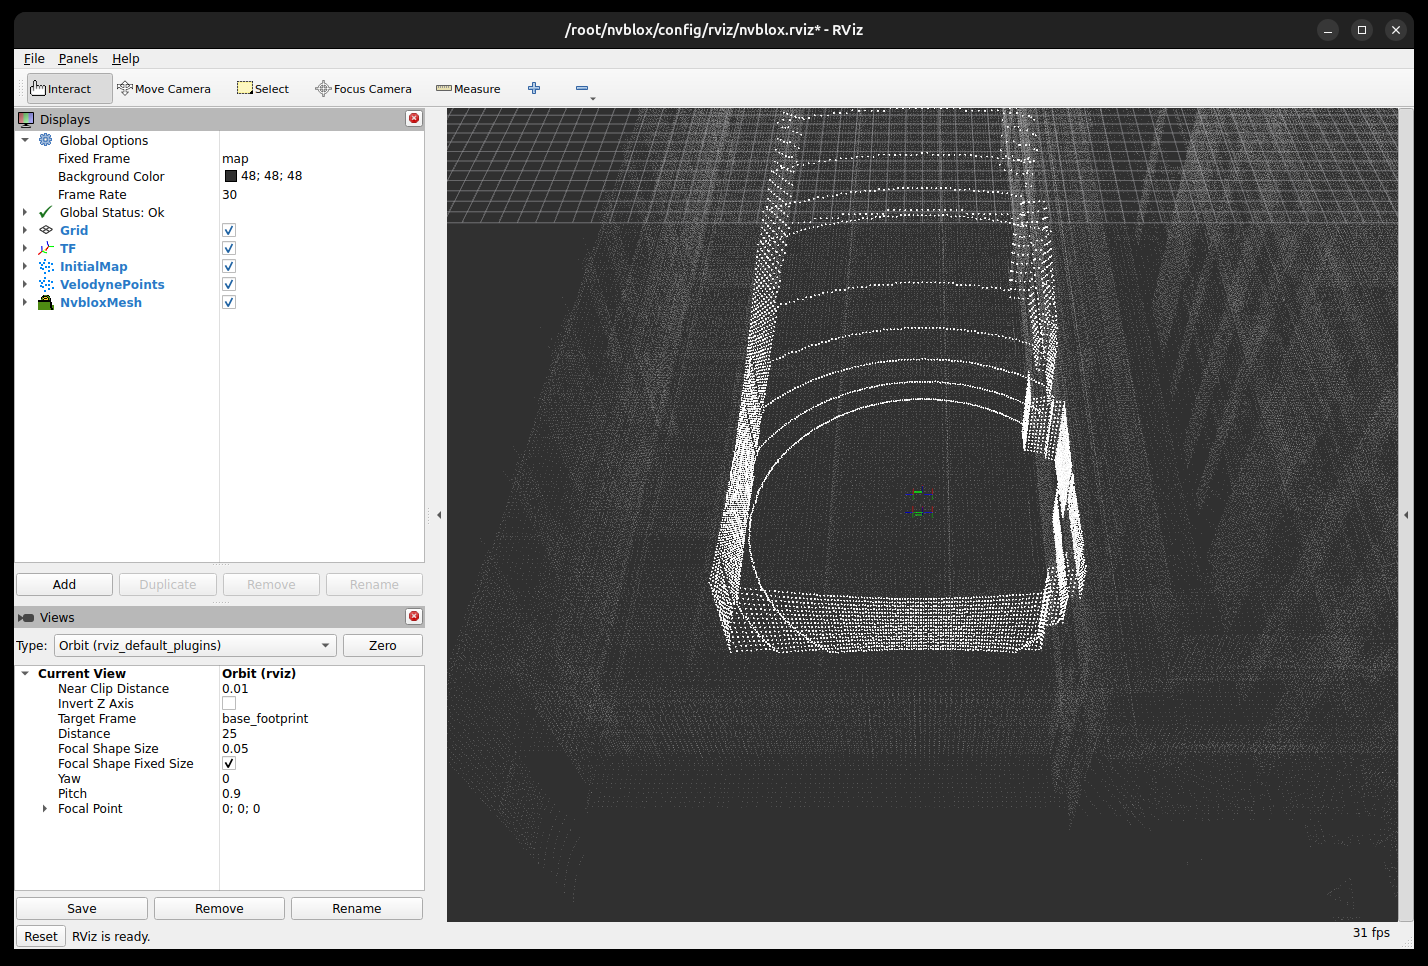 /root/nvblox/config/rviz/nvblox.rviz* - RViz
File Panels Help
Interact Move Camera Select Focus Camera Measure
Displays
Global Options
Fixed Frame map
Background Color 48; 48; 48
Frame Rate 30
Global Status: Ok
Grid
TF
InitialMap
VelodynePoints
NvbloxMesh
Add Duplicate Remove Rename
Views
Type: Orbit (rviz_default_plugins) Zero
Current View Orbit (rviz)
Near Clip Distance 0.01
Invert Z Axis
Target Frame base_footprint
Distance 25
Focal Shape Size 0.05
Focal Shape Fixed Size
Yaw 0
Pitch 0.9
Focal Point 0; 0; 0
Save Remove Rename
Reset RViz is ready. 31 fps